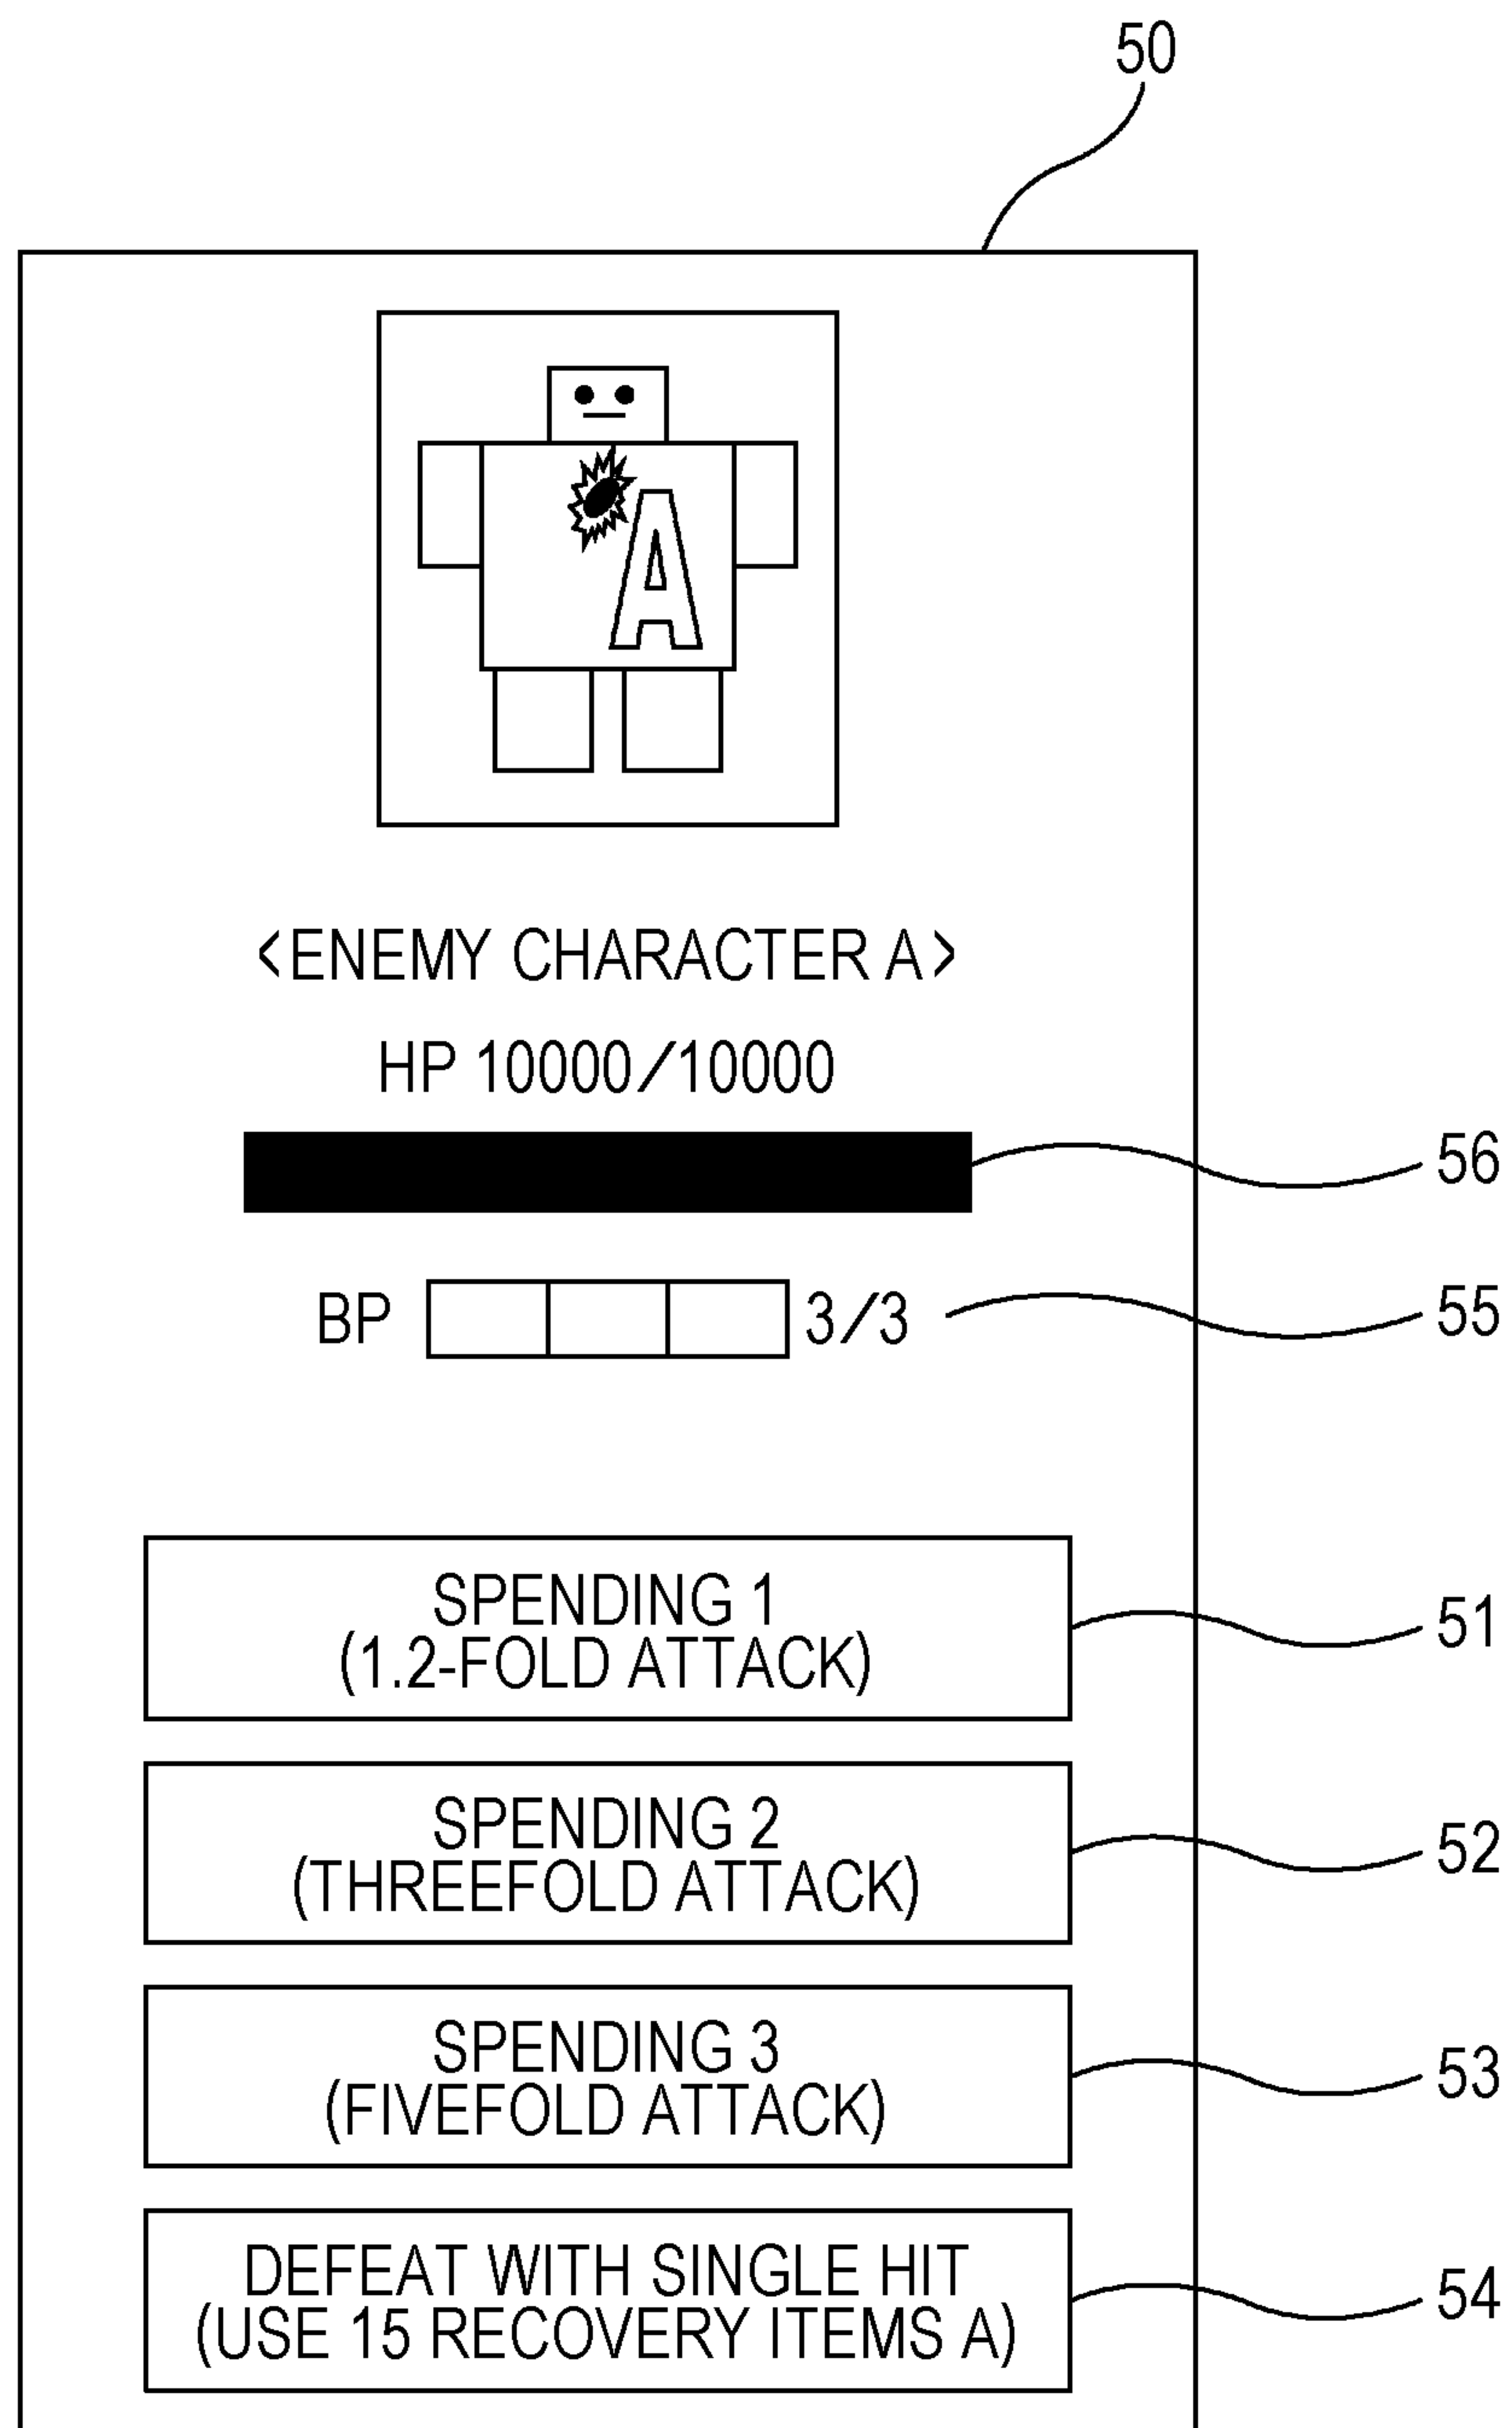 50
A
<ENEMY CHARACTER A>
HP 10000/10000
56
BP 3/3
55
SPENDING 1
(1.2-FOLD ATTACK)
51
SPENDING 2
(THREEFOLD ATTACK)
52
SPENDING 3
(FIVEFOLD ATTACK)
53
DEFEAT WITH SINGLE HIT
(USE 15 RECOVERY ITEMS A)
54